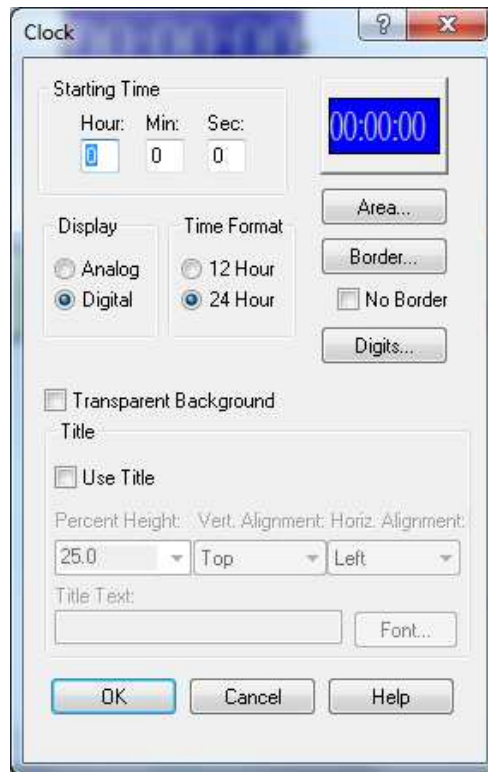 Clock
Starting Time
Hour: Min: Sec:
0 0 0
00:00:00
Area...
Display
Analog
Digital
Time Format
12 Hour
24 Hour
Border...
No Border
Digits...
Transparent Background
Title
Use Title
Percent Height: Vert. Alignment: Horiz. Alignment:
25.0 Top Left
Title Text:
Font...
OK Cancel Help